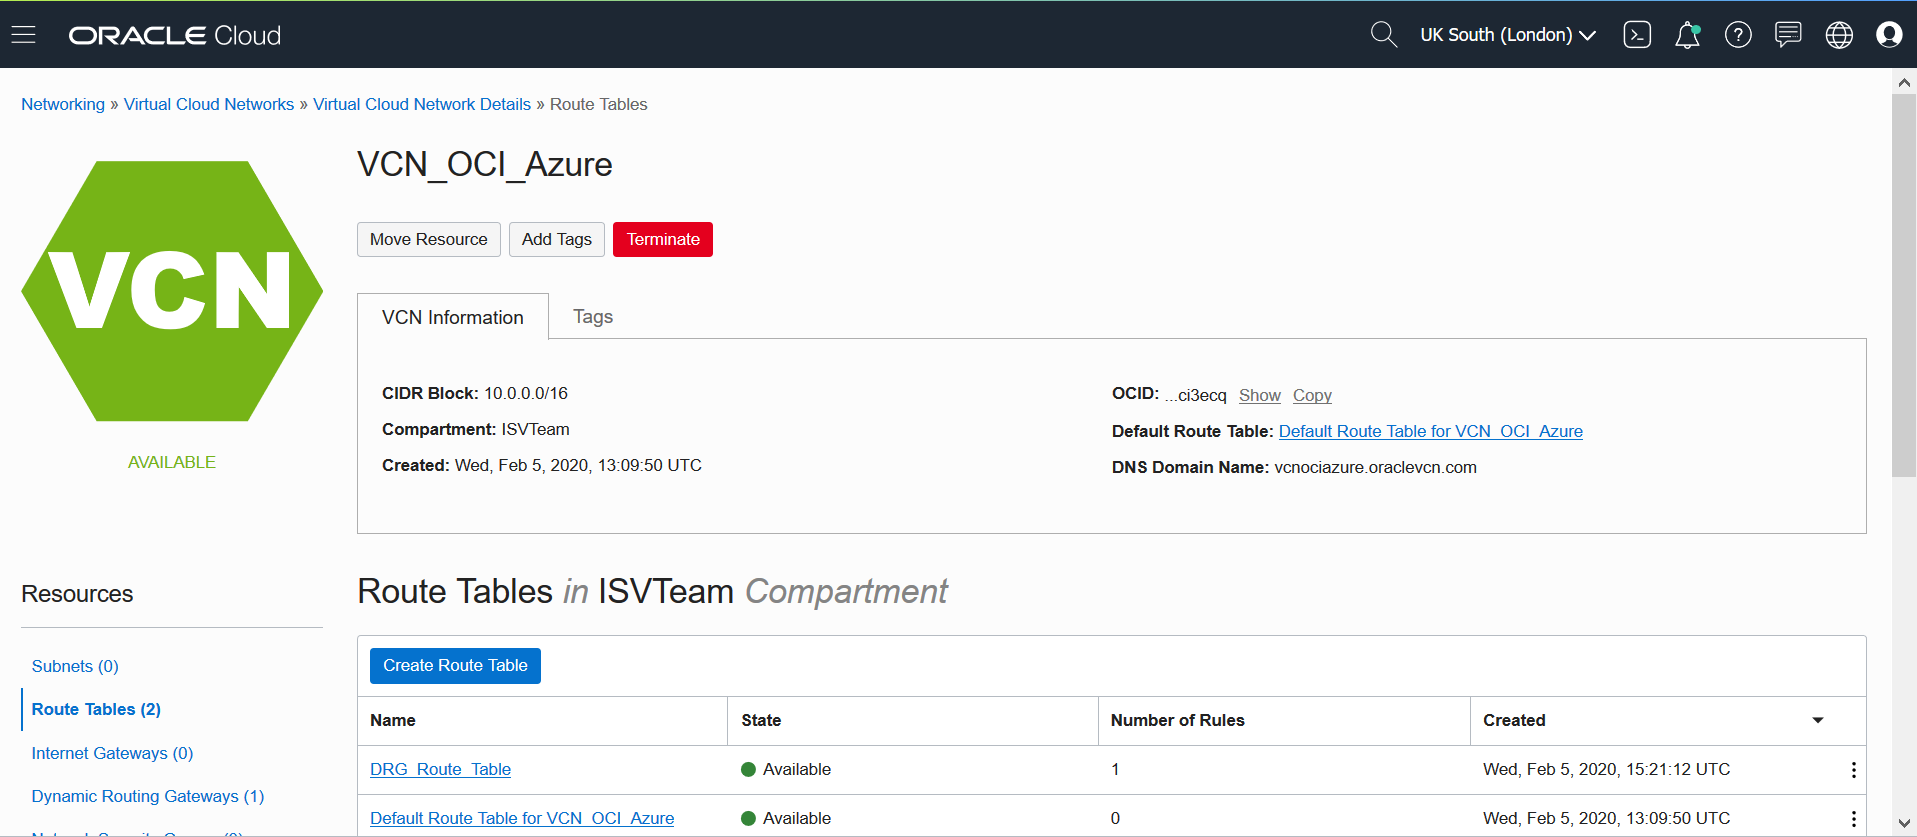 ORACLE Cloud
UK South (London)
Networking » Virtual Cloud Networks » Virtual Cloud Network Details » Route Tables
VCN
AVAILABLE
VCN_OCI_Azure
Move Resource Add Tags Terminate
VCN Information Tags
CIDR Block: 10.0.0.0/16
Compartment: ISVTeam
Created: Wed, Feb 5, 2020, 13:09:50 UTC
OCID: ...ci3ecq Show Copy
Default Route Table: Default Route Table for VCN_OCI_Azure
DNS Domain Name: vcnociazure.oraclevcn.com
Resources
Subnets (0)
Route Tables (2)
Internet Gateways (0)
Dynamic Routing Gateways (1)
Route Tables in ISVTeam Compartment
Create Route Table
Name State Number of Rules Created
DRG_Route_Table Available 1 Wed, Feb 5, 2020, 15:21:12 UTC
Default Route Table for VCN_OCI_Azure Available 0 Wed, Feb 5, 2020, 13:09:50 UTC